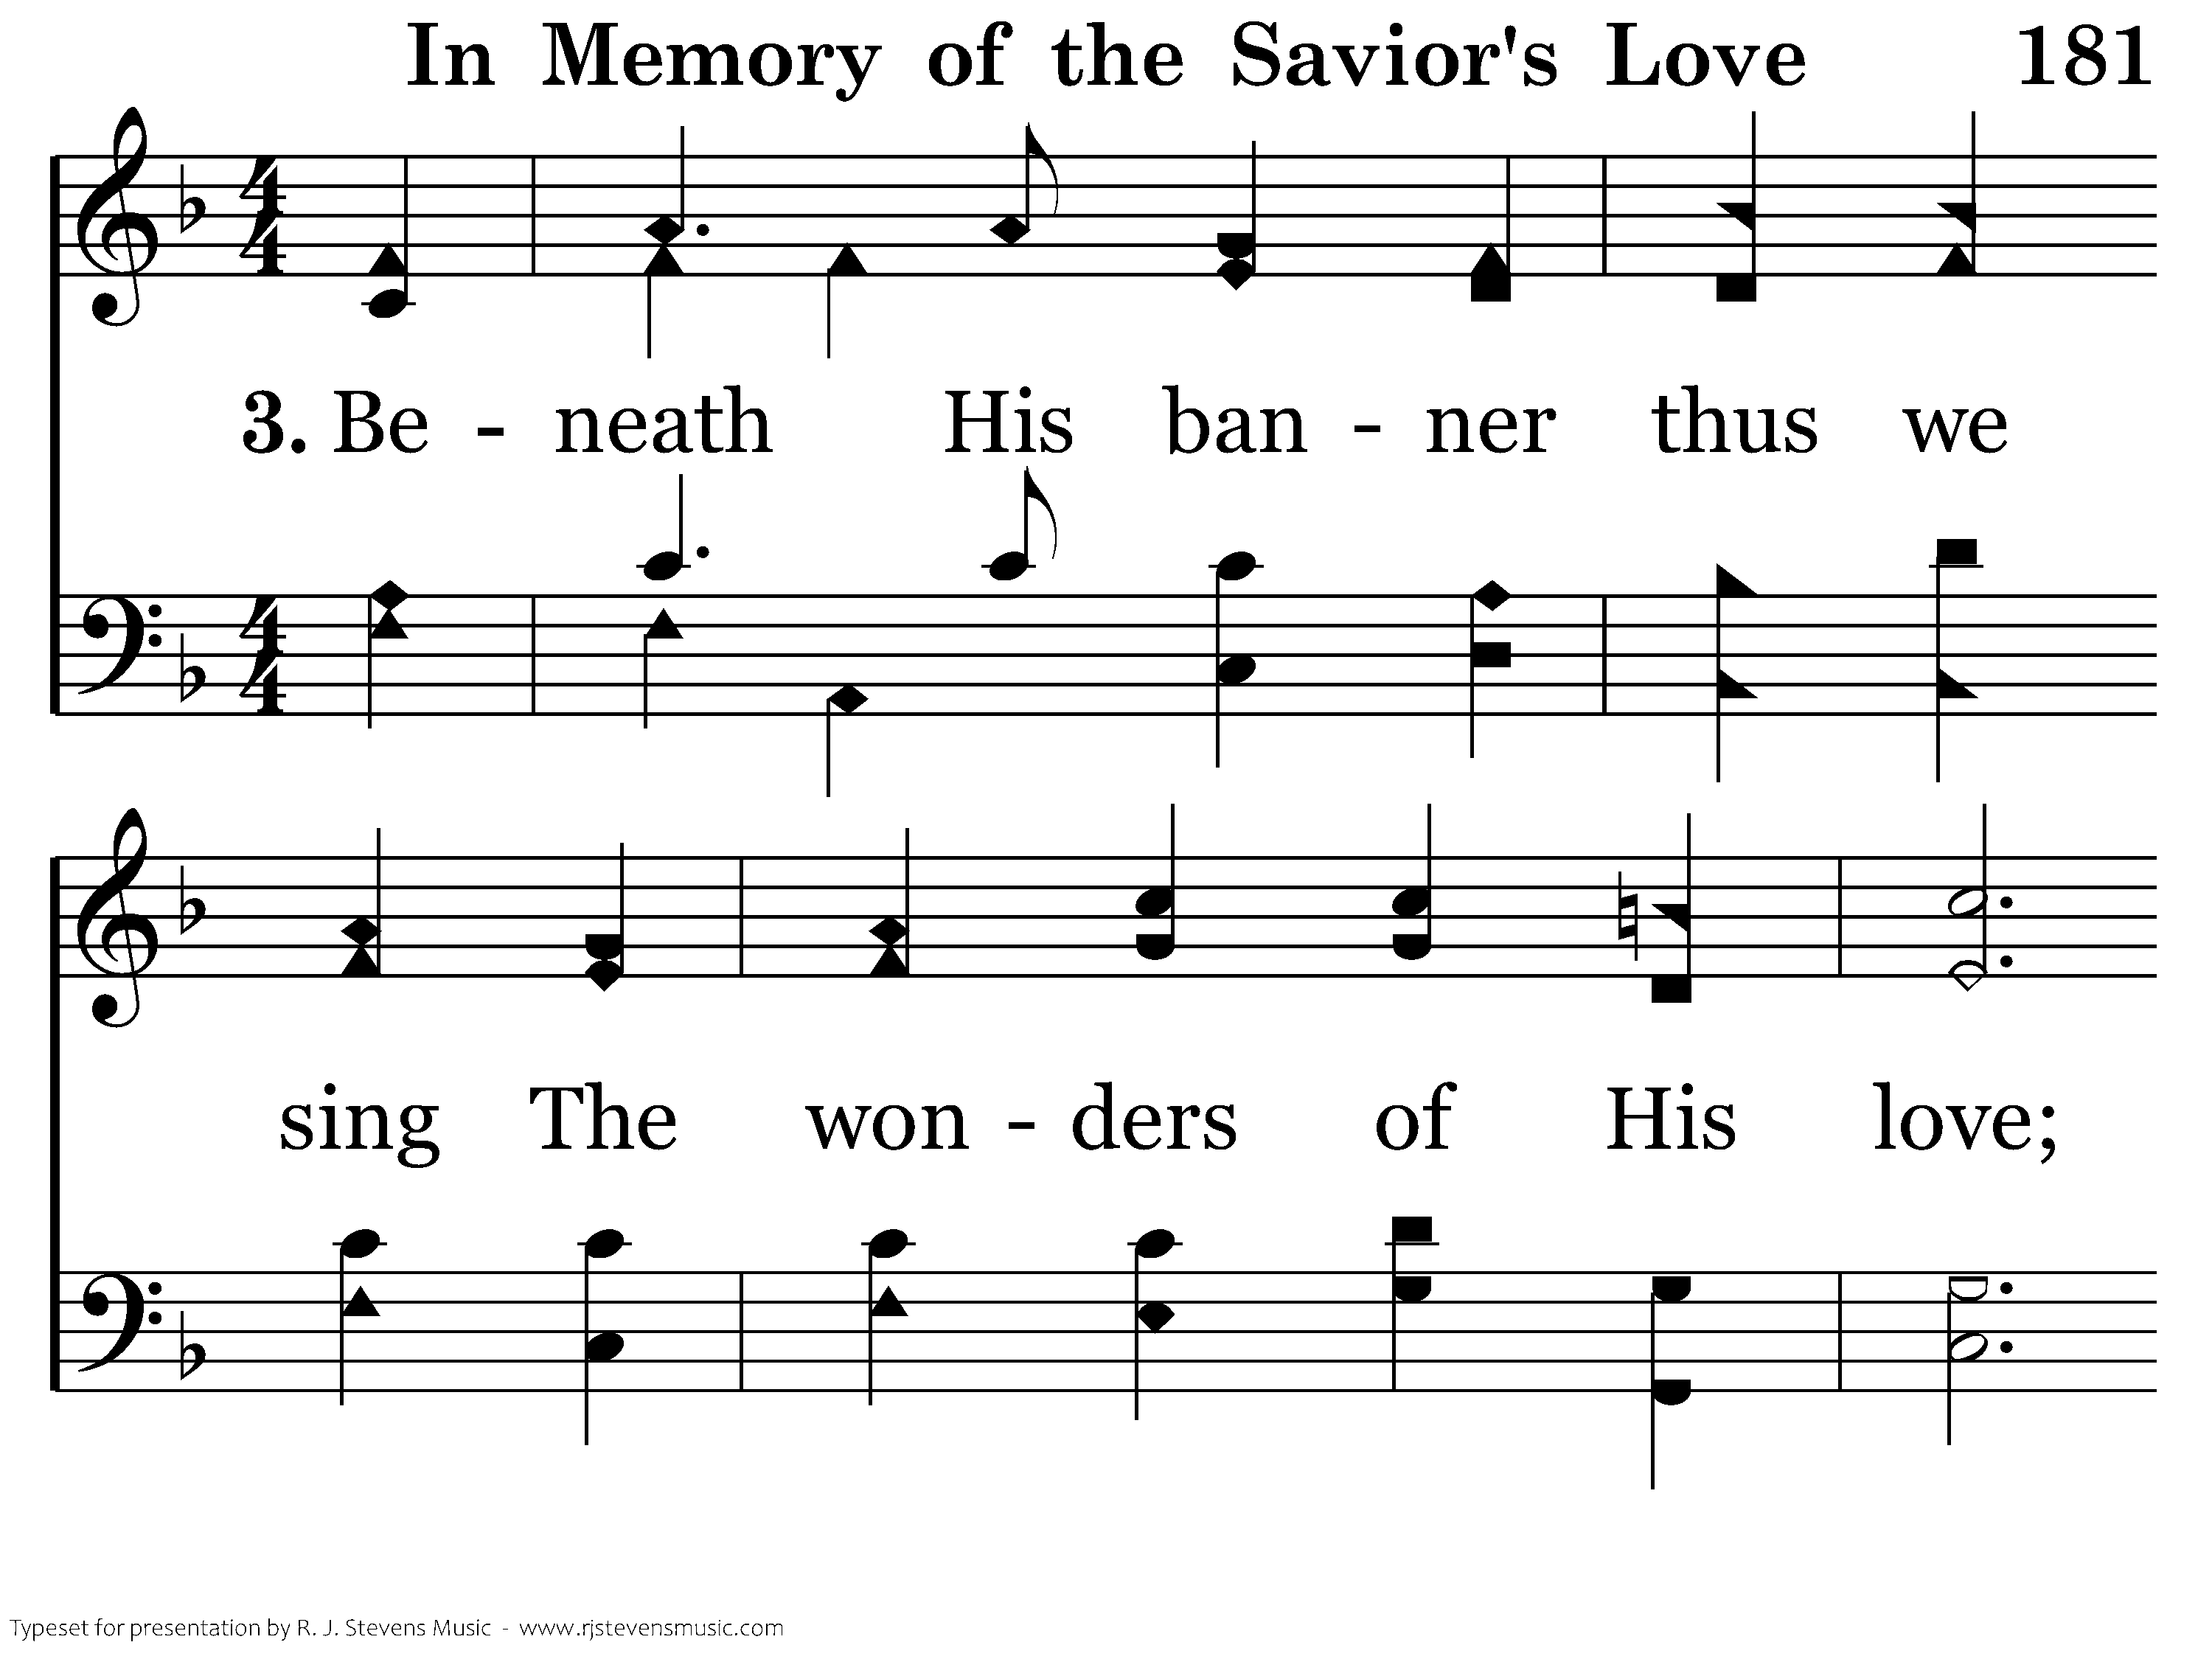 In Memory of the Savior's Love 181
3. Be - neath His ban - ner thus we
sing The won - ders of His love;
Typeset for presentation by R. J. Stevens Music - www.rjstevensmusic.com